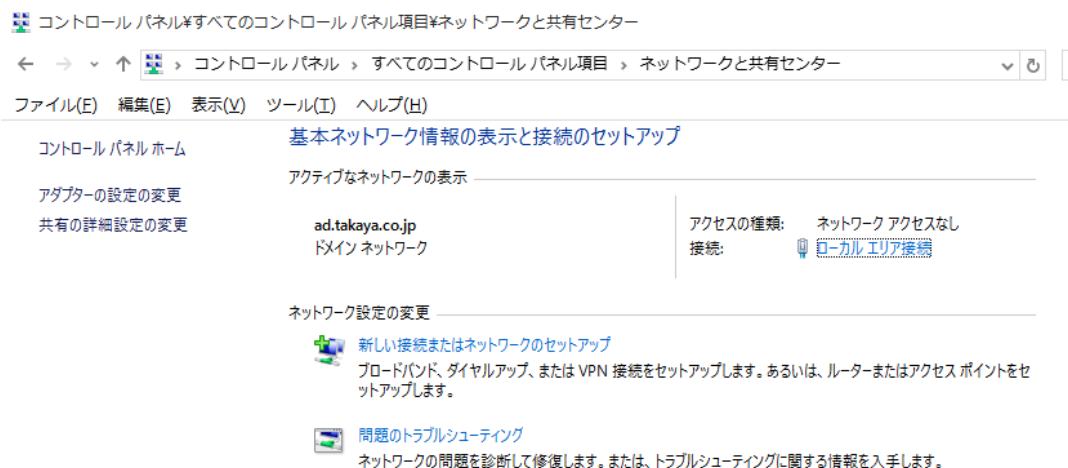 コントロール パネル¥すべてのコントロール パネル項目¥ネットワークと共有センター
コントロール パネル › すべてのコントロール パネル項目 › ネットワークと共有センター
ファイル(F) 編集(E) 表示(V) ツール(T) ヘルプ(H)
コントロール パネル ホーム
アダプターの設定の変更
共有の詳細設定の変更
基本ネットワーク情報の表示と接続のセットアップ
アクティブなネットワークの表示
ad.takaya.co.jp
ドメイン ネットワーク
アクセスの種類: ネットワーク アクセスなし
接続: ローカル エリア接続
ネットワーク設定の変更
新しい接続またはネットワークのセットアップ
ブロードバンド、ダイヤルアップ、または VPN 接続をセットアップします。あるいは、ルーターまたはアクセス ポイントをセ
ットアップします。
問題のトラブルシューティング
ネットワークの問題を診断して修復します。または、トラブルシューティングに関する情報を入手します。